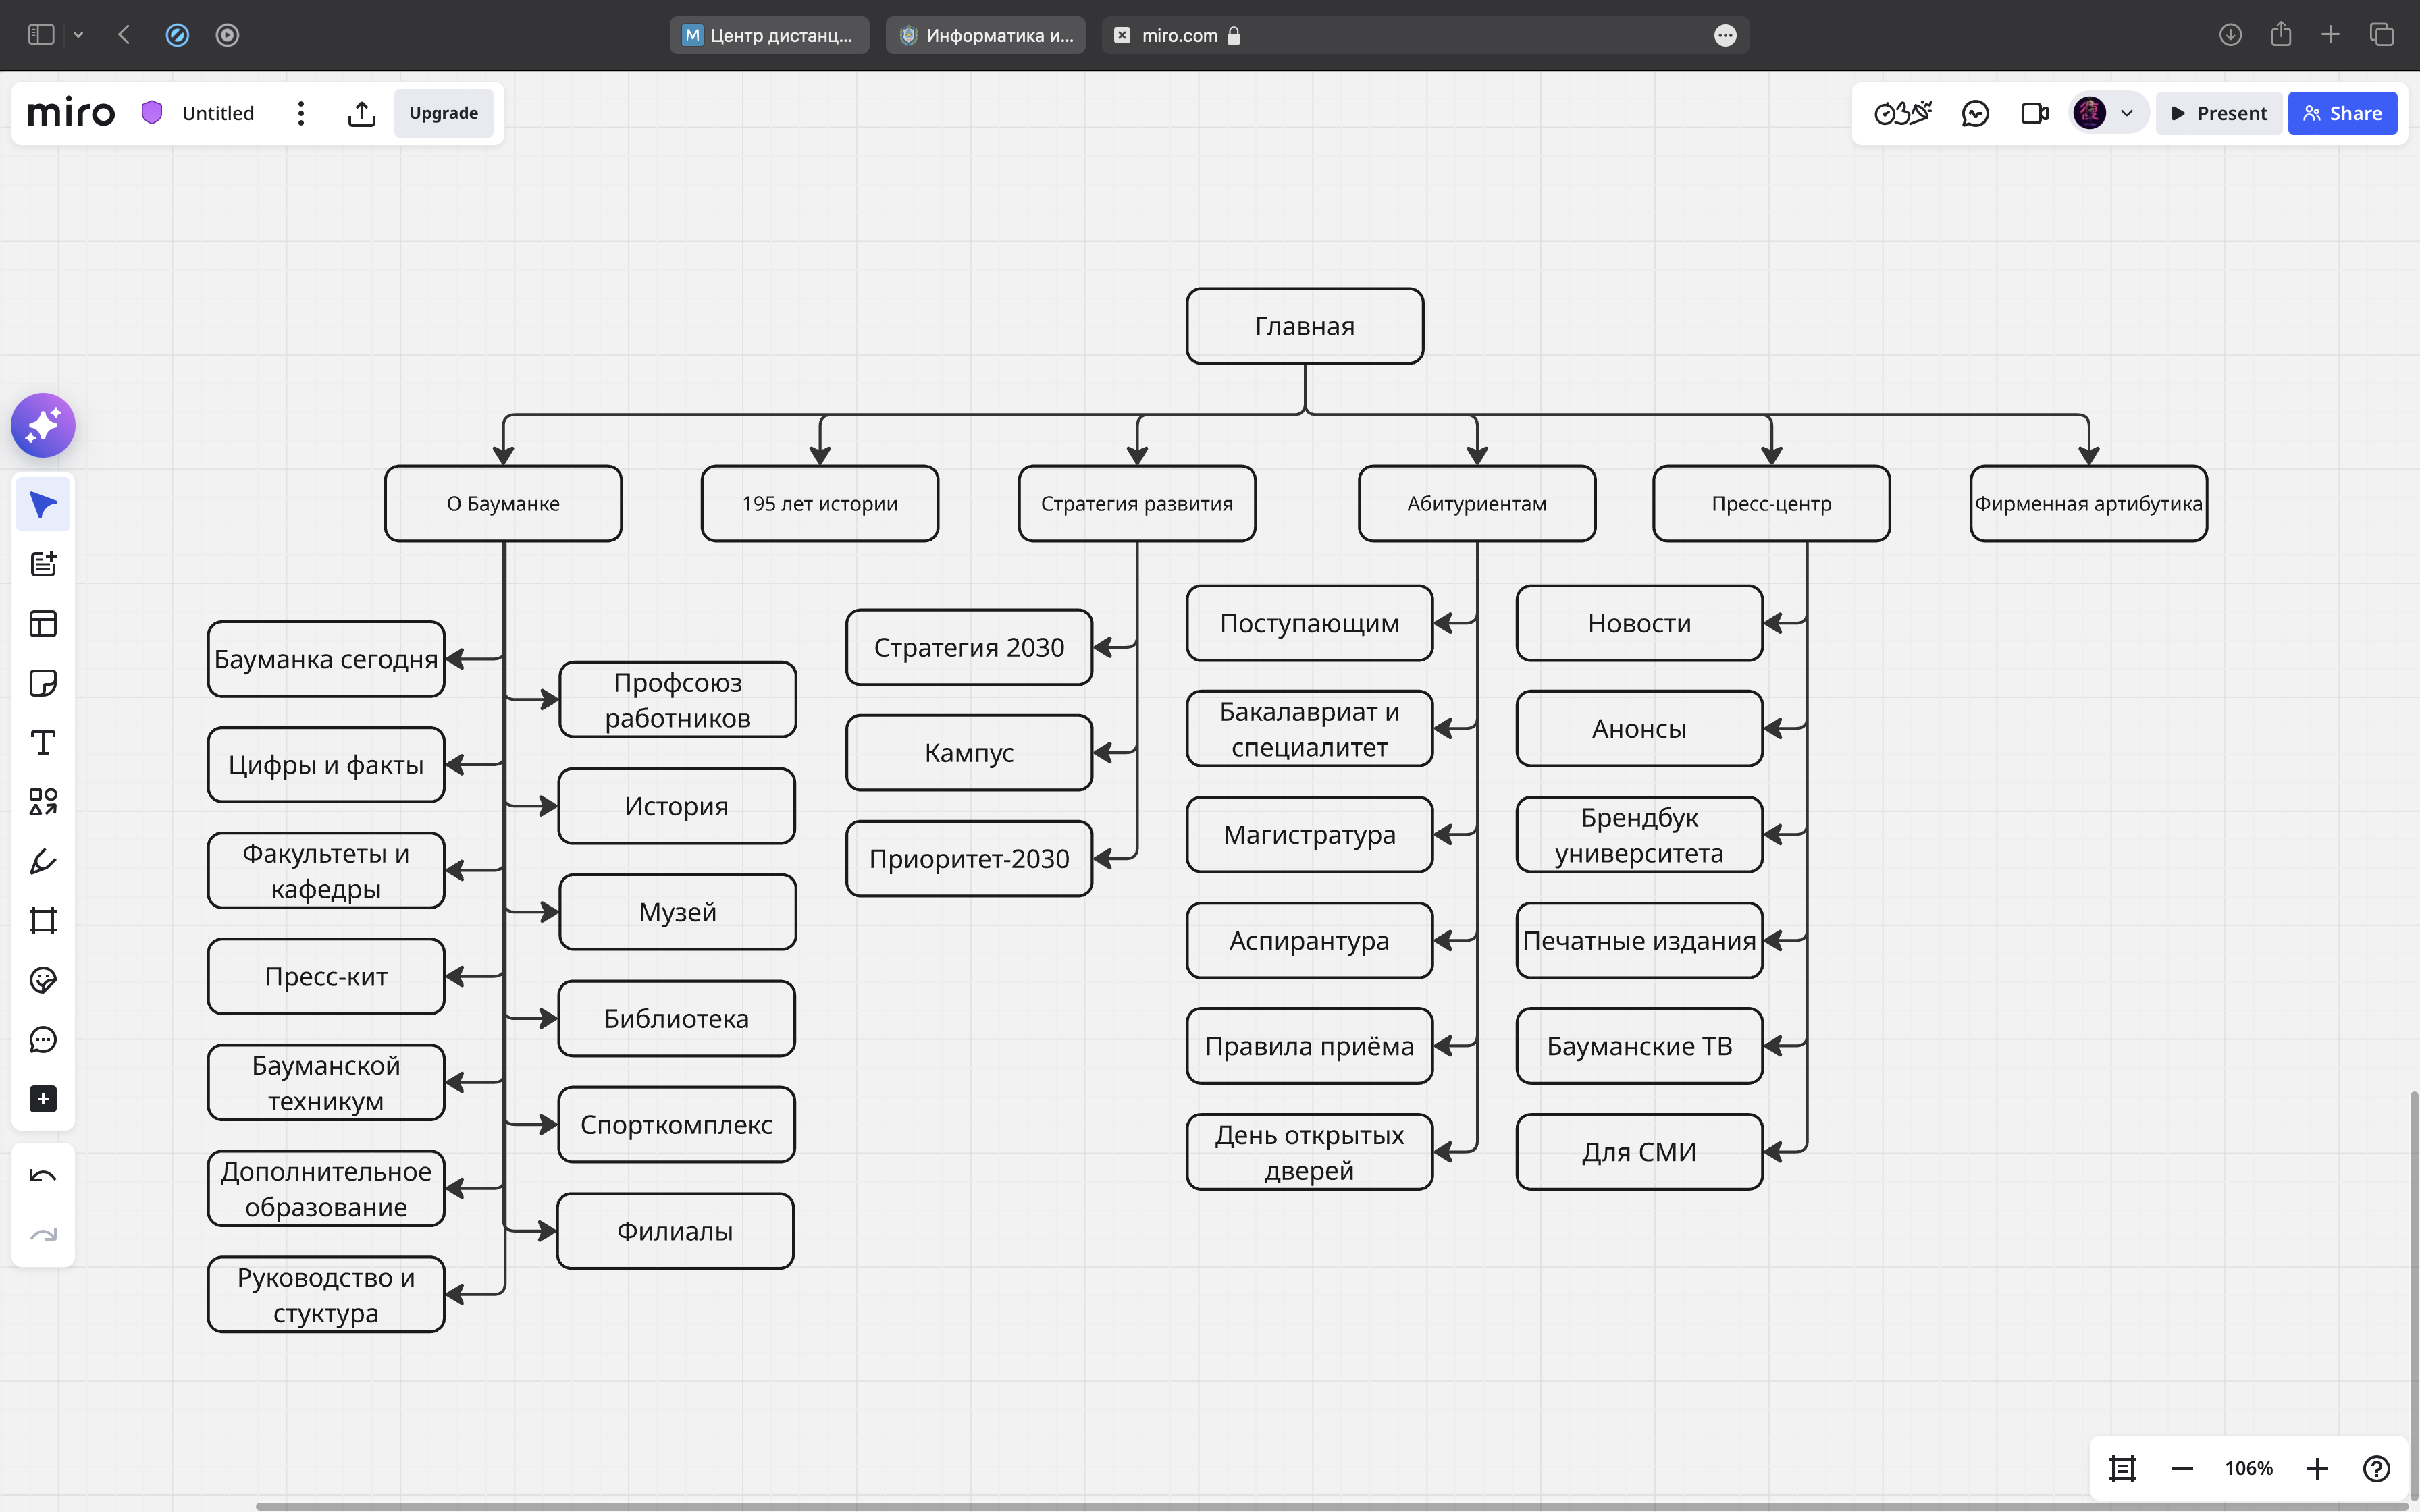 Центр дистанц...
Информатика и...
miro.com
miro
Untitled
Upgrade
Present
Share
Главная
О Бауманке
195 лет истории
Стратегия развития
Абитуриентам
Пресс-центр
Фирменная артибутика
Бауманка сегодня
Цифры и факты
Факультеты и
кафедры
Пресс-кит
Бауманской
техникум
Дополнительное
образование
Руководство и
стуктура
Профсоюз
работников
История
Музей
Библиотека
Спорткомплекс
Филиалы
Стратегия 2030
Кампус
Приоритет-2030
Поступающим
Бакалавриат и
специалитет
Магистратура
Аспирантура
Правила приёма
День открытых
дверей
Новости
Анонсы
Брендбук
университета
Печатные издания
Бауманские ТВ
Для СМИ
106%